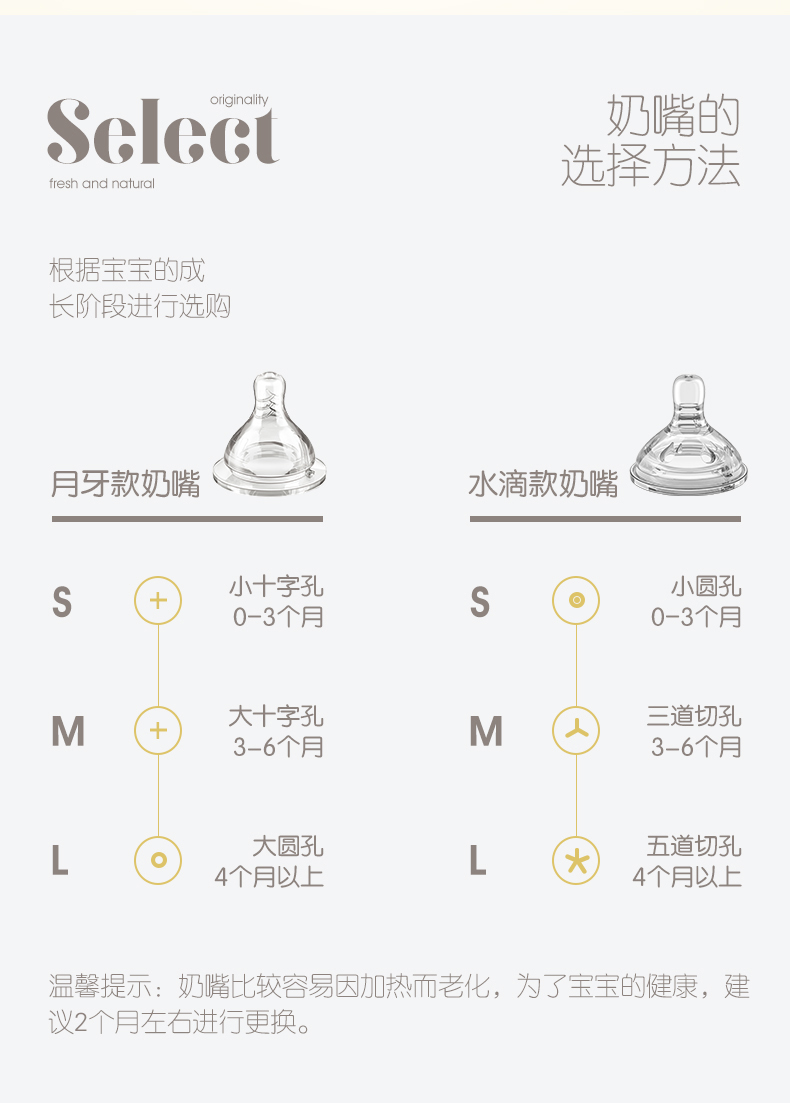 originality
Select
fresh and natural
奶嘴的
选择方法
根据宝宝的成
长阶段进行选购
月牙款奶嘴
S
小十字孔
0-3个月
M
大十字孔
3-6个月
L
大圆孔
4个月以上
水滴款奶嘴
S
小圆孔
0-3个月
M
三道切孔
3-6个月
L
五道切孔
4个月以上
温馨提示：奶嘴比较容易因加热而老化，为了宝宝的健康，建
议2个月左右进行更换。